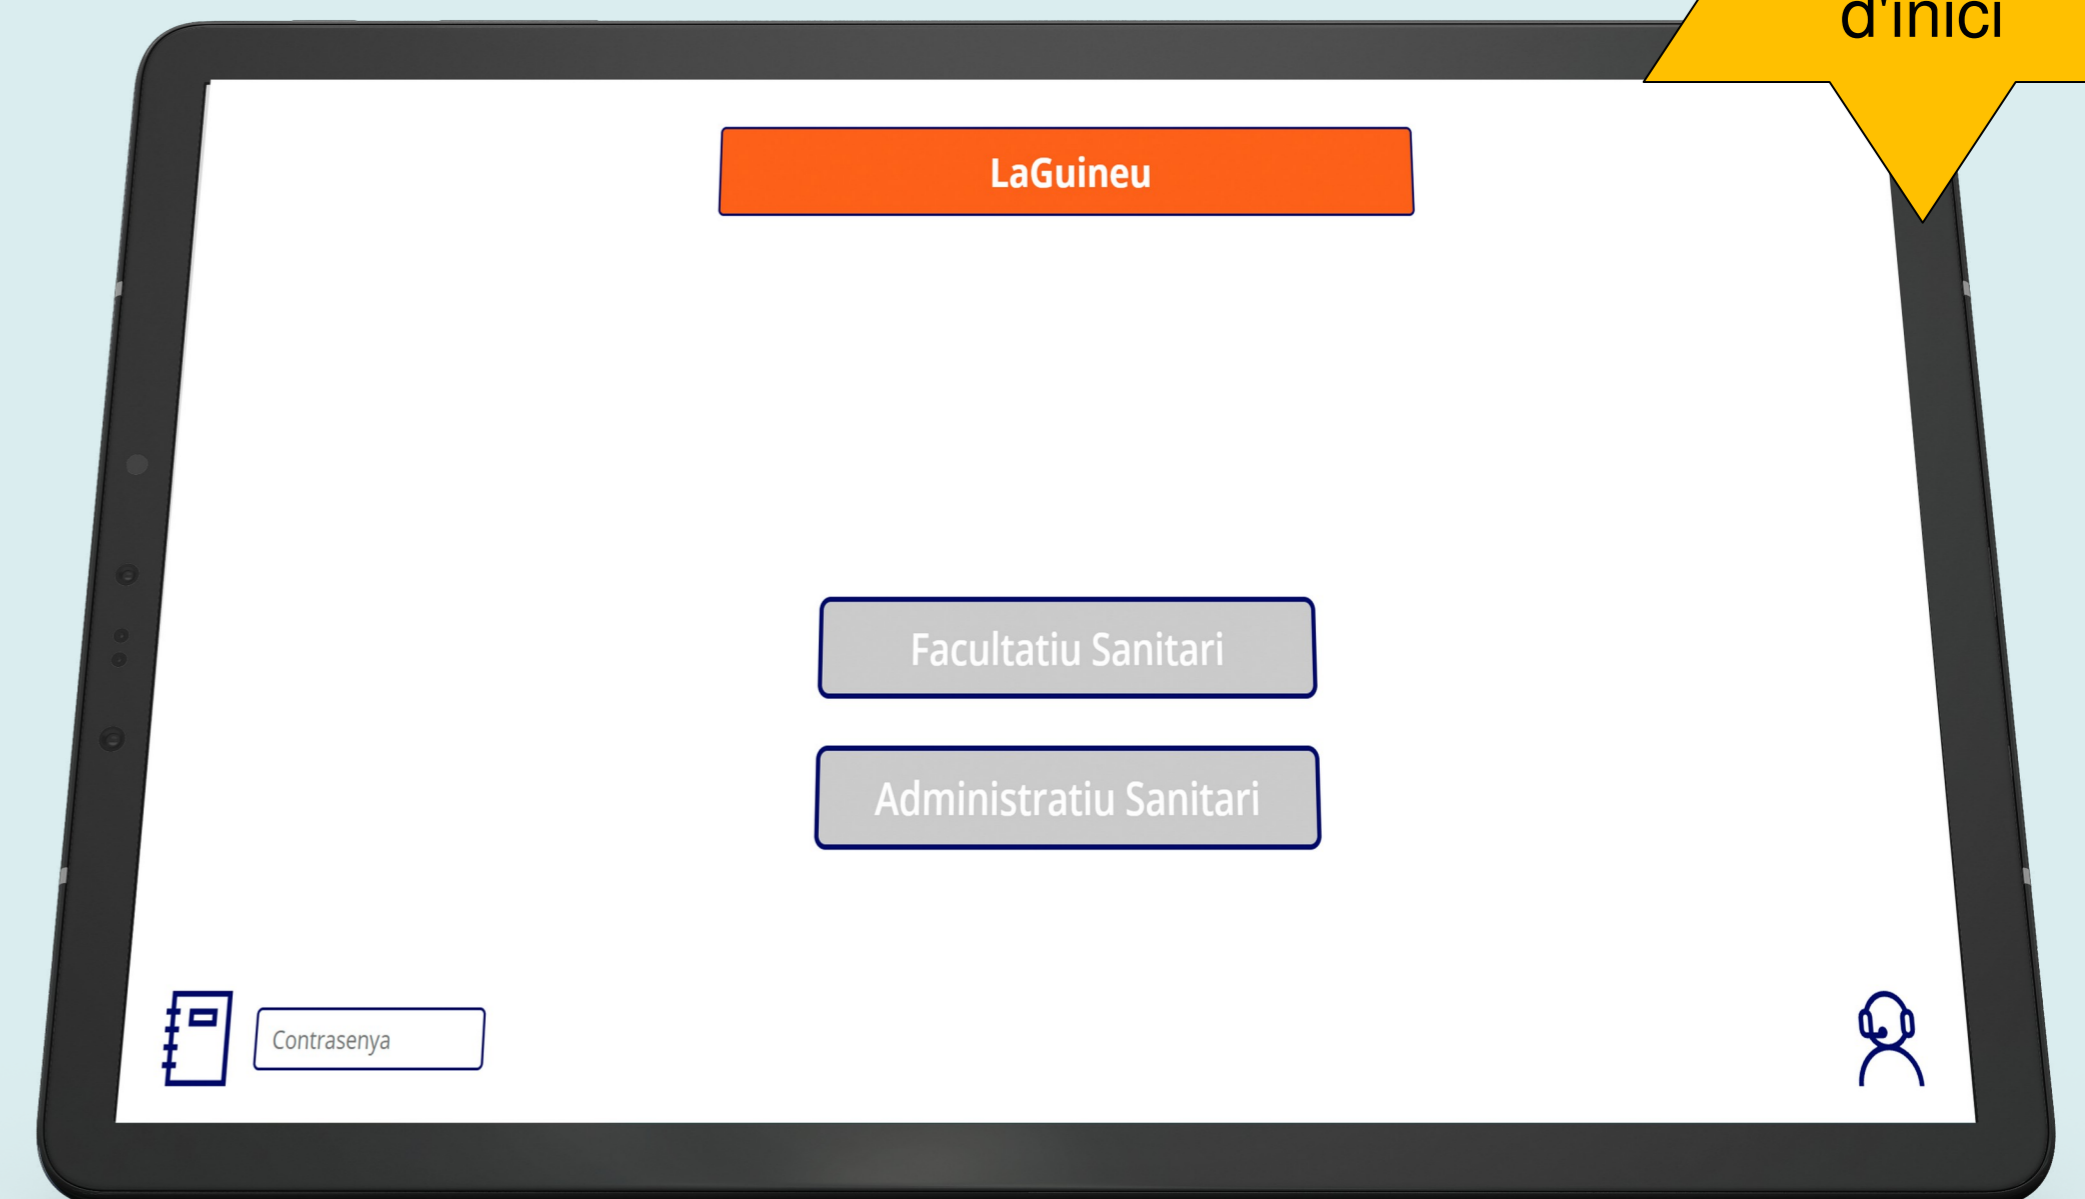 d'inici
LaGuineu
Facultatiu Sanitari
Administratiu Sanitari
Contrasenya